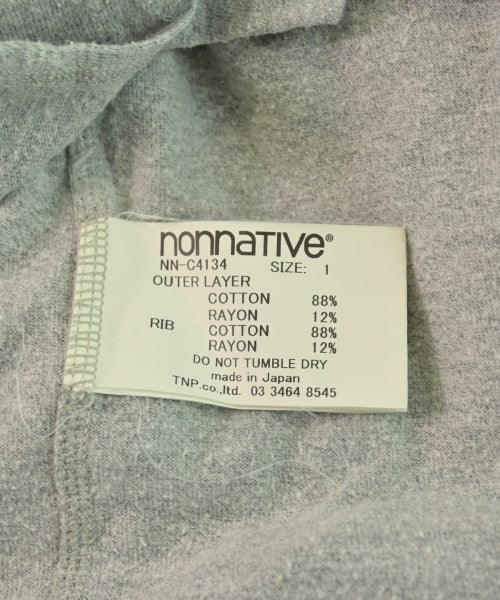 nonnative®
NN-C4134 SIZE: 1
OUTER LAYER
COTTON 88%
RAYON 12%
RIB COTTON 88%
RAYON 12%
DO NOT TUMBLE DRY
made in Japan
TNP.co.,ltd. 03 3464 8545